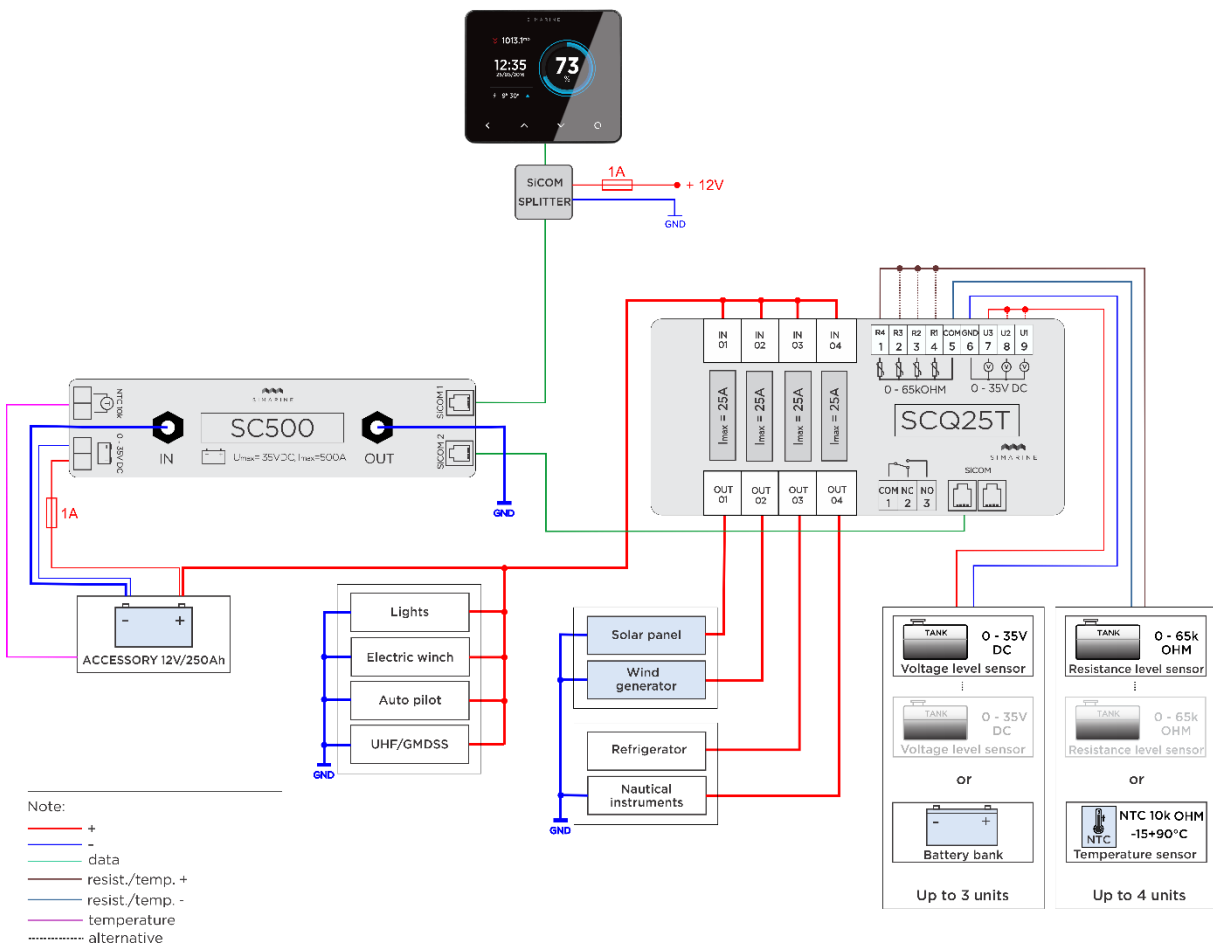 SIMARINE
1013.1
12:35
73
%
9° 30°
SiCOM
SPLITTER
1A
+ 12V
GND
NTC 10k
0 - 35V DC
SIMARINE
SC500
IN
Umax= 35VDC, Imax=500A
OUT
SiCOM 1
SiCOM 2
GND
1A
- +
ACCESSORY 12V/250Ah
IN
01
IN
02
IN
03
IN
04
Imax = 25A
Imax = 25A
Imax = 25A
Imax = 25A
OUT
01
OUT
02
OUT
03
OUT
04
R4 R3 R2 R1 COM GND U3 U2 U1
1 2 3 4 5 6 7 8 9
0 - 65kOHM
0 - 35V DC
SCQ25T
SIMARINE
COM NC NO
1 2 3
SICOM
Lights
Electric winch
Auto pilot
UHF/GMDSS
GND
Solar panel
Wind
generator
Refrigerator
Nautical
instruments
GND
TANK
0 - 35V
DC
Voltage level sensor
TANK
0 - 35V
DC
Voltage level sensor
or
- +
Battery bank
Up to 3 units
TANK
0 - 65k
OHM
Resistance level sensor
TANK
0 - 65k
OHM
Resistance level sensor
or
NTC
NTC 10k OHM
-15+90°C
Temperature sensor
Up to 4 units
Note:
+
-
data
resist./temp. +
resist./temp. -
temperature
alternative